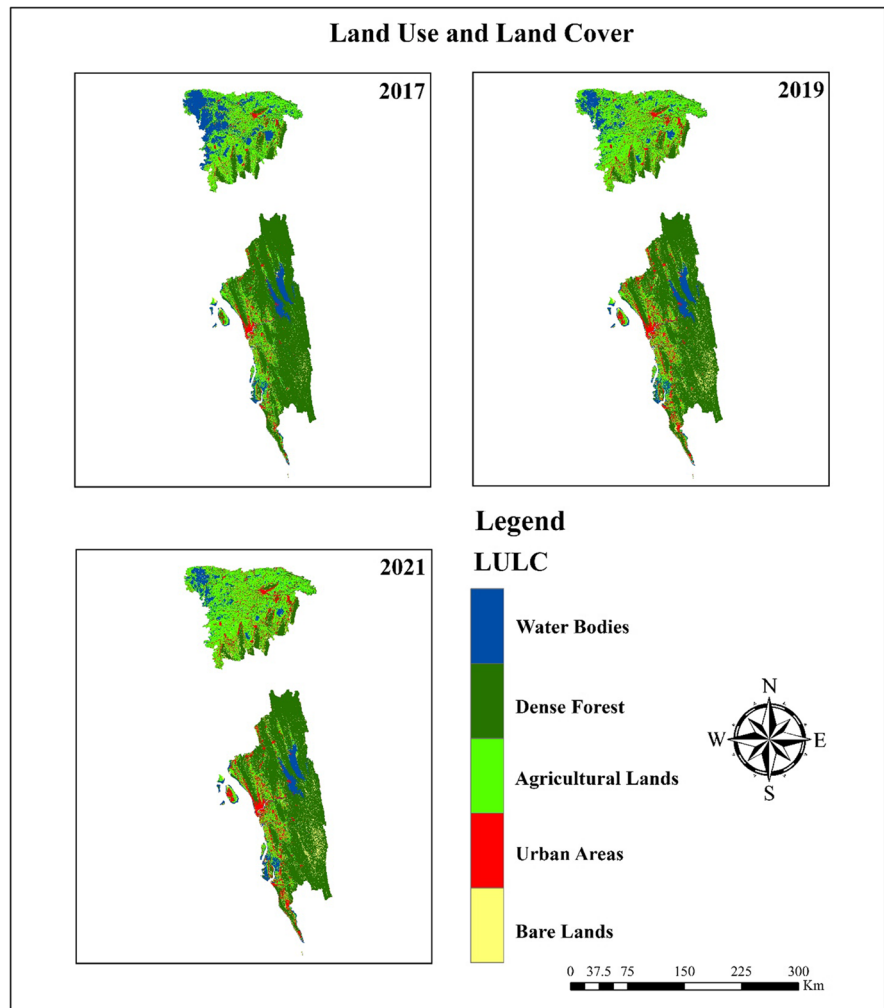 Land Use and Land Cover
2017
2019
2021
Legend
LULC
Water Bodies
Dense Forest
Agricultural Lands
Urban Areas
Bare Lands
N
W E
S
0 37.5 75 150 225 300
Km